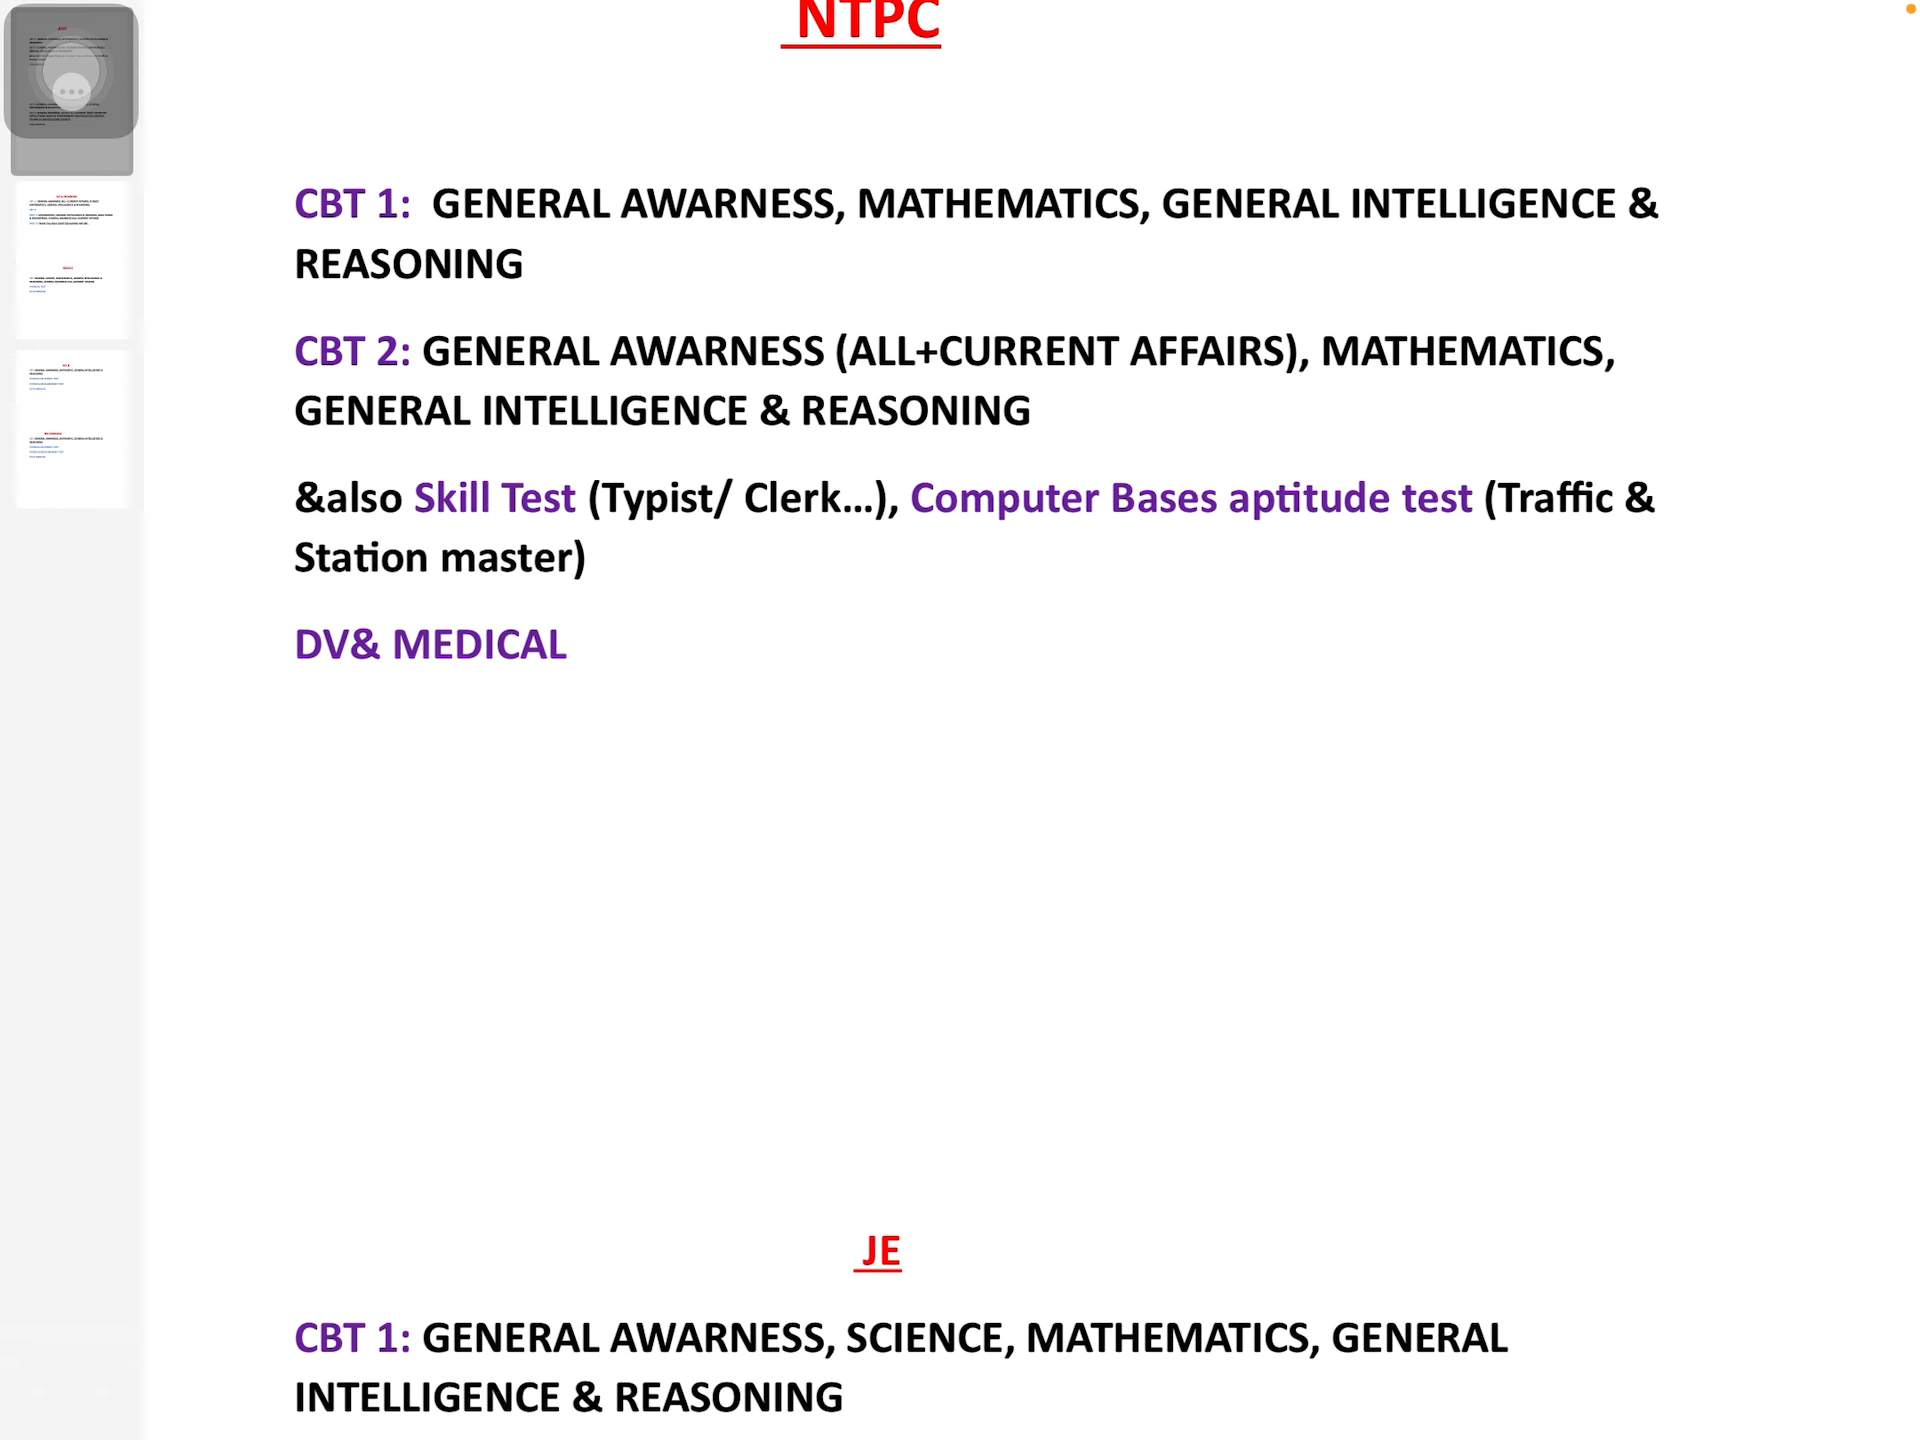 NTPC
CBT 1:  GENERAL AWARNESS, MATHEMATICS, GENERAL INTELLIGENCE &
REASONING
CBT 2: GENERAL AWARNESS (ALL+CURRENT AFFAIRS), MATHEMATICS,
GENERAL INTELLIGENCE & REASONING
&also Skill Test (Typist/ Clerk...), Computer Bases aptitude test (Traffic &
Station master)
DV& MEDICAL
JE
CBT 1: GENERAL AWARNESS, SCIENCE, MATHEMATICS, GENERAL
INTELLIGENCE & REASONING